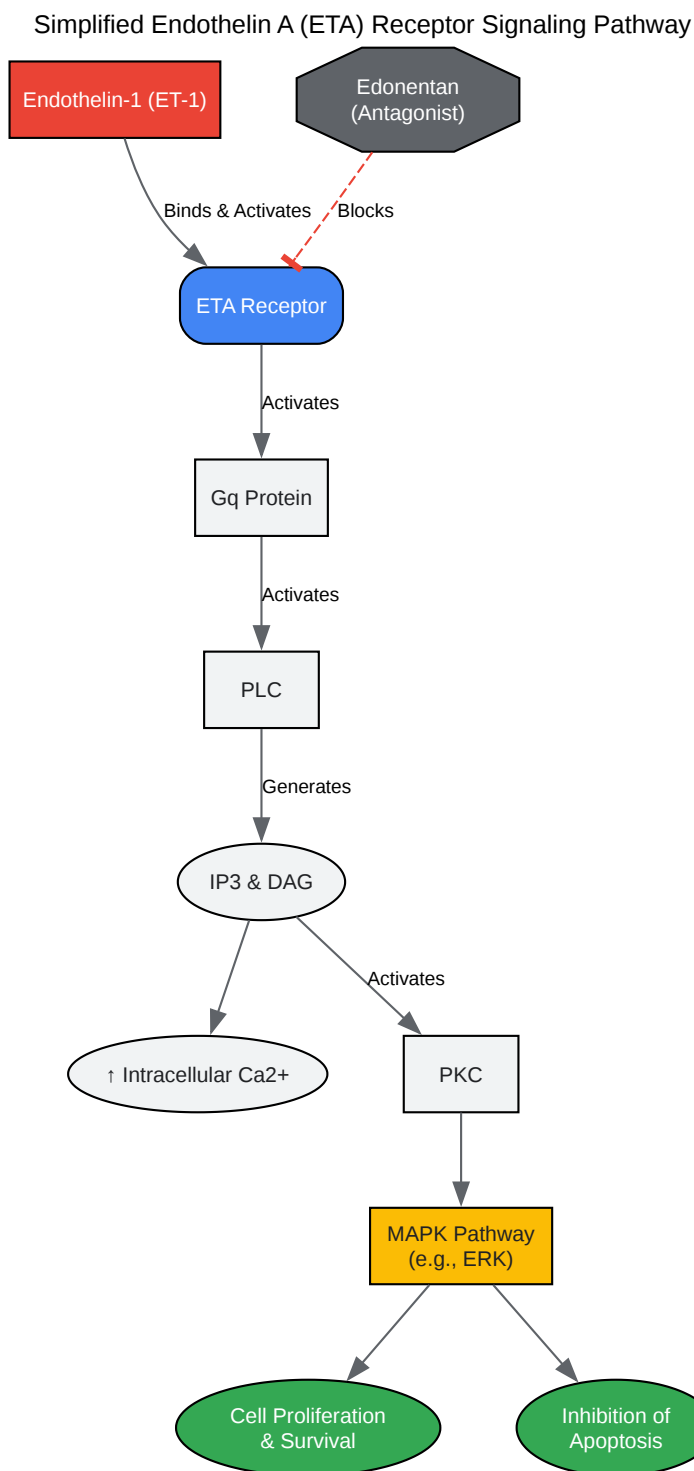 Simplified Endothelin A (ETA) Receptor Signaling Pathway
Endothelin-1 (ET-1)
Edonentan
(Antagonist)
Binds & Activates
Blocks
ETA Receptor
Activates
Gq Protein
Activates
PLC
Generates
IP3 & DAG
Activates
↑ Intracellular Ca2+
PKC
MAPK Pathway
(e.g., ERK)
Cell Proliferation
& Survival
Inhibition of
Apoptosis